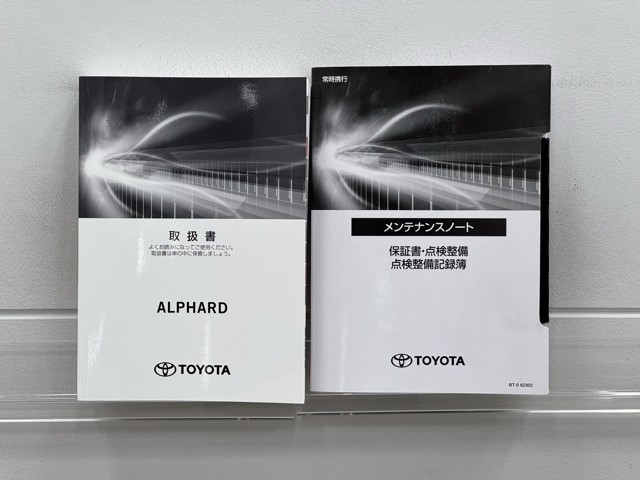 取扱書
よくお読みになってご使用ください。
取扱書は車の中に保管しましょう。
ALPHARD
TOYOTA
常時携行
メンテナンスノート
保証書・点検整備
点検整備記録簿
TOYOTA
BT-0 62302